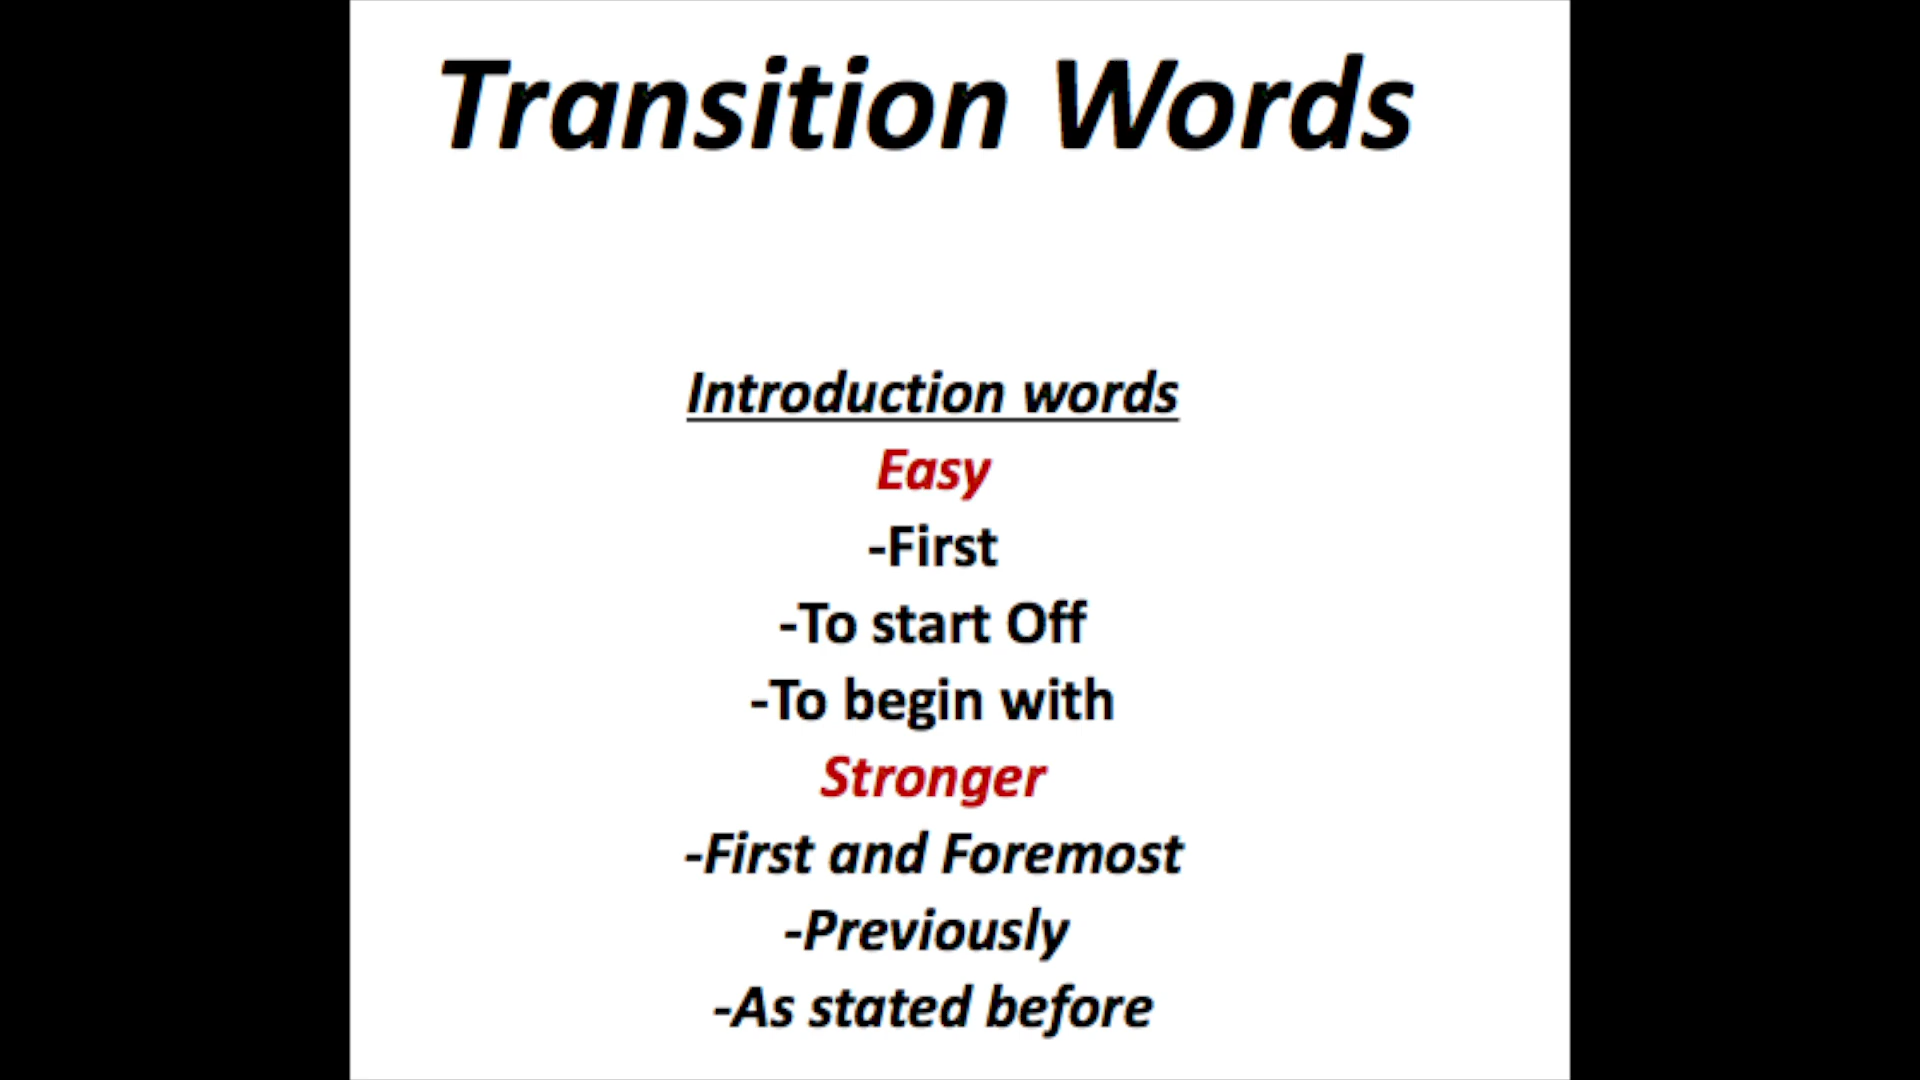 Transition Words
Introduction words
Easy
-First
-To start Off
-To begin with
Stronger
-First and Foremost
-Previously
-As stated before